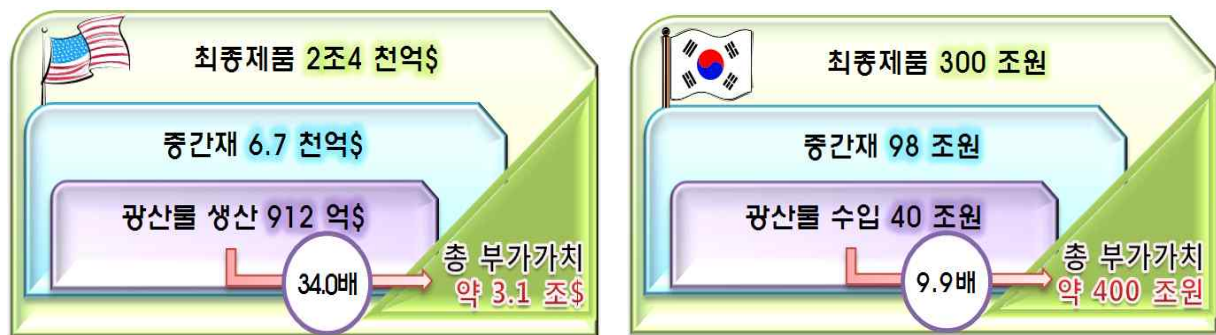 최종제품 2조4 천억$
중간재 6.7 천억$
광산물 생산 912 억$
34.0배
총 부가가치
약 3.1 조$
최종제품 300 조원
중간재 98 조원
광산물 수입 40 조원
9.9배
총 부가가치
약 400 조원